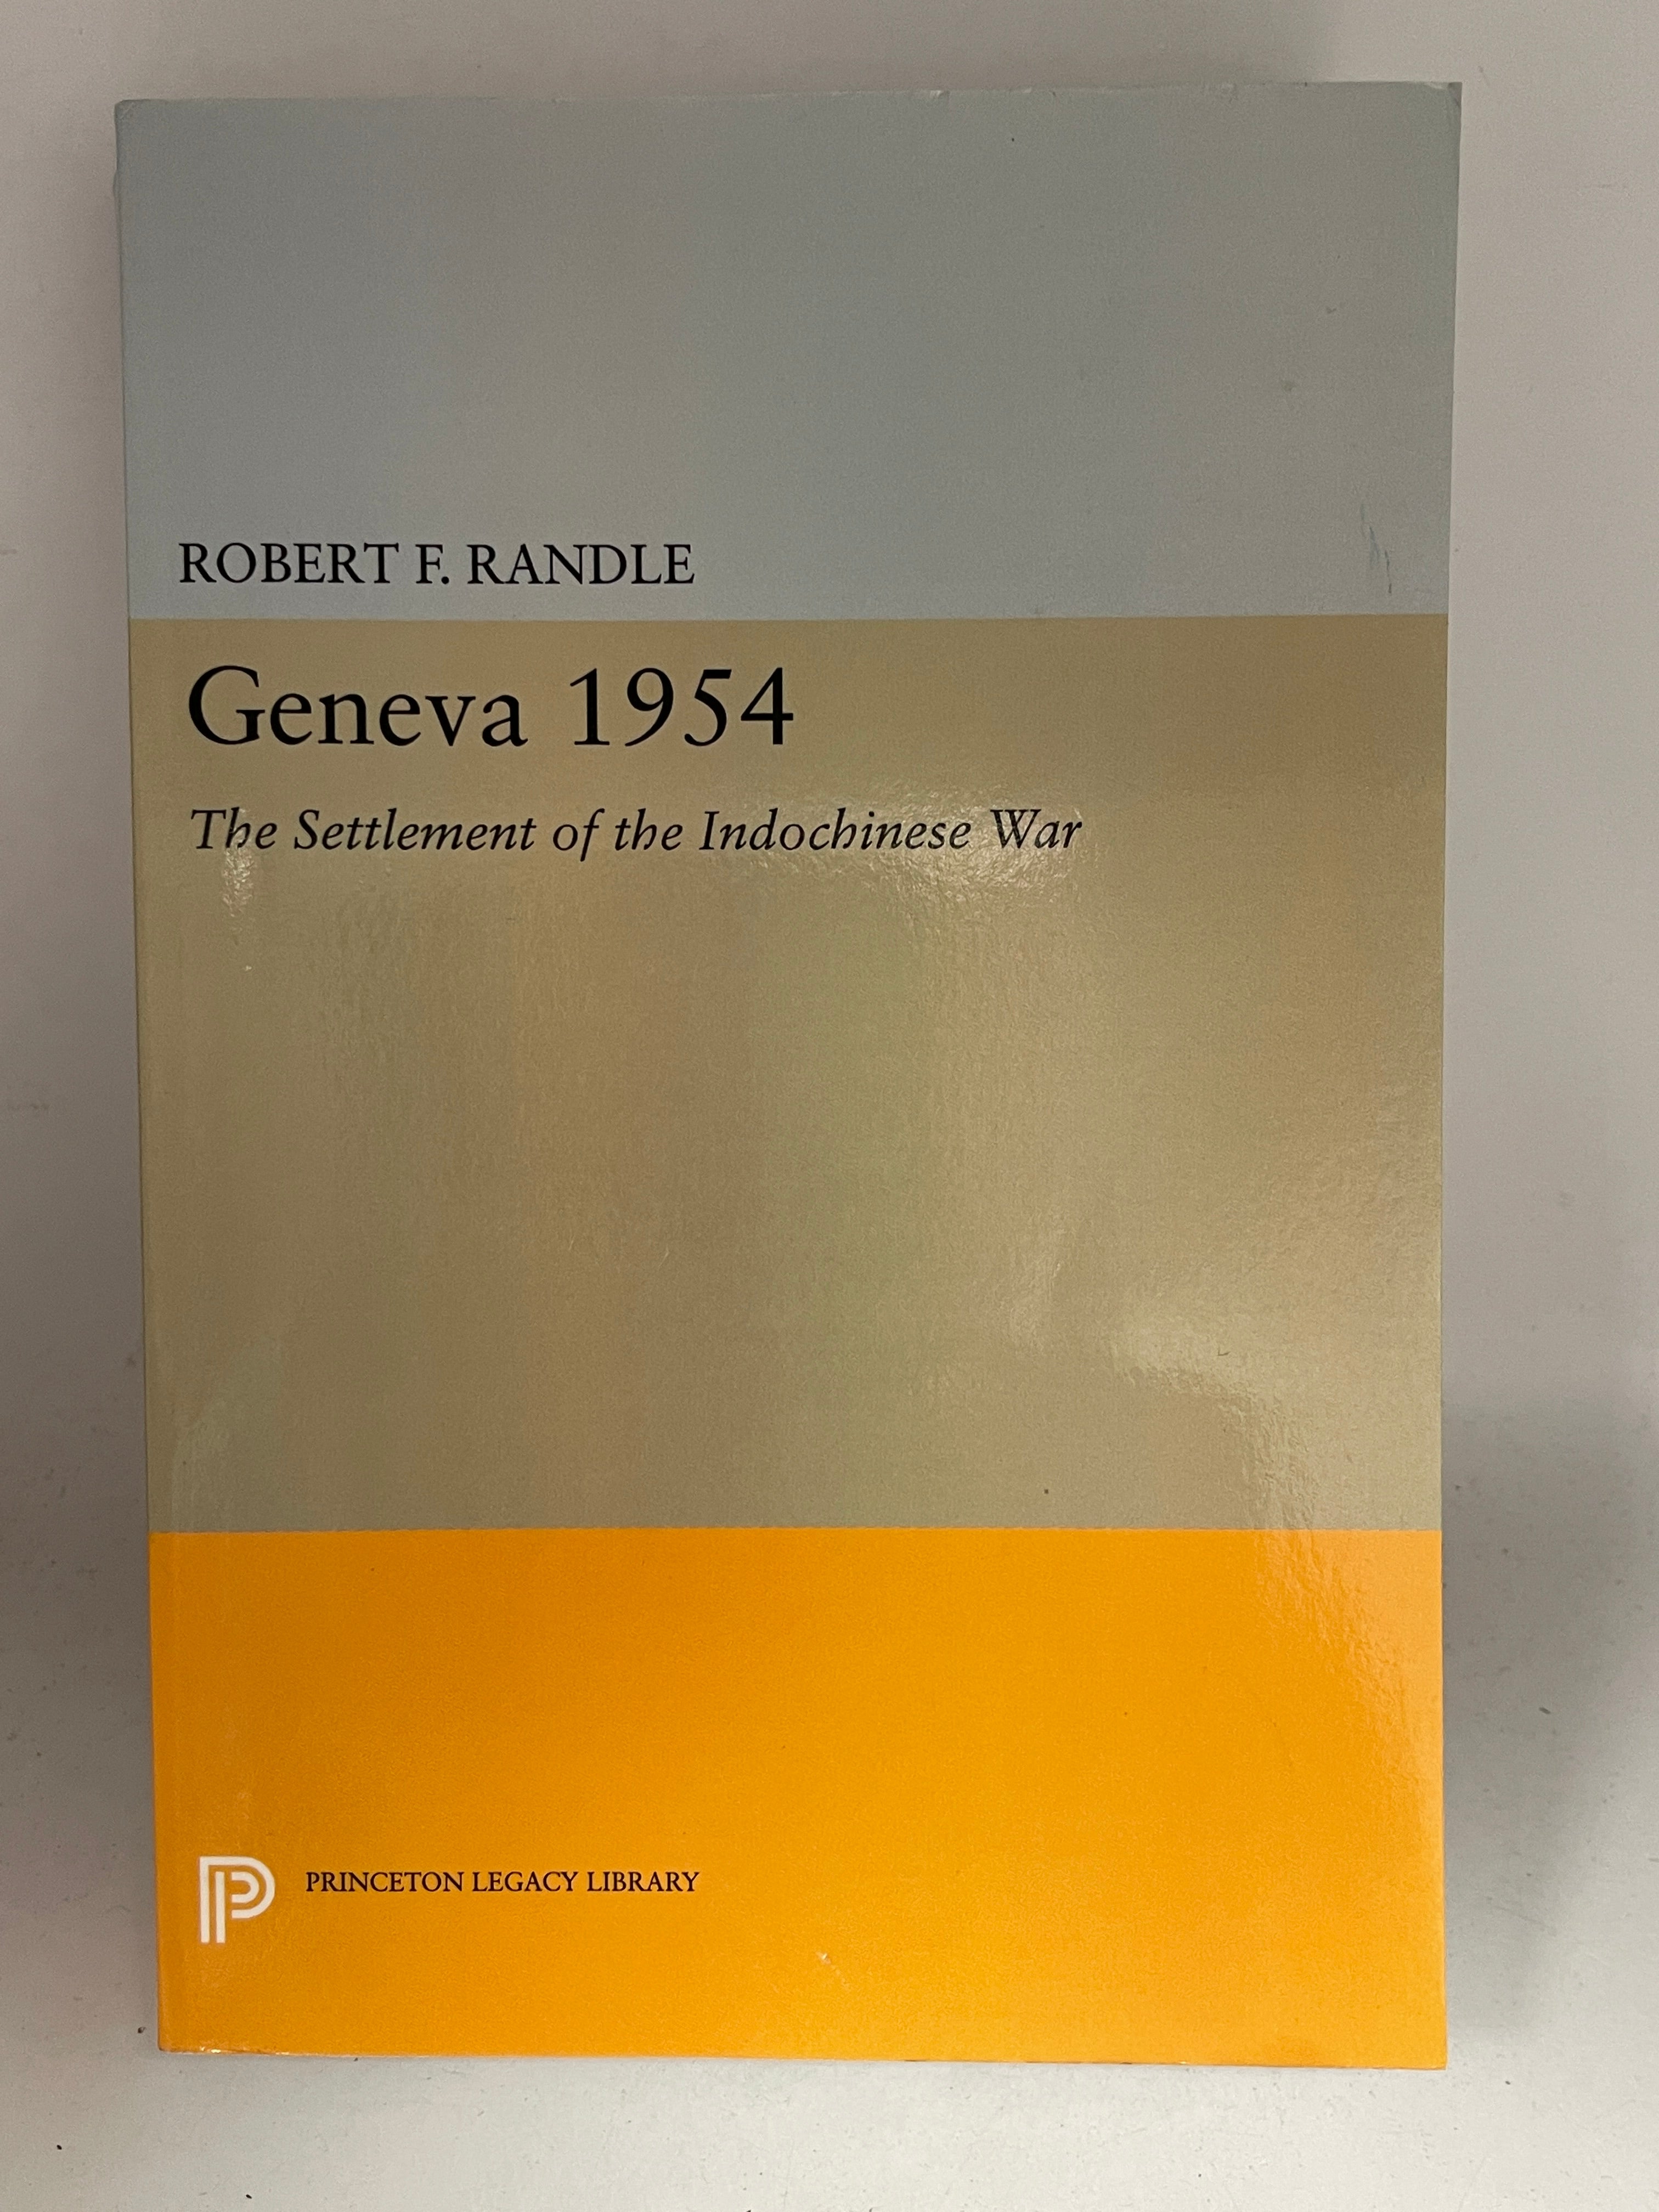 ROBERT F. RANDLE
Geneva 1954
The Settlement of the Indochinese War
PRINCETON LEGACY LIBRARY